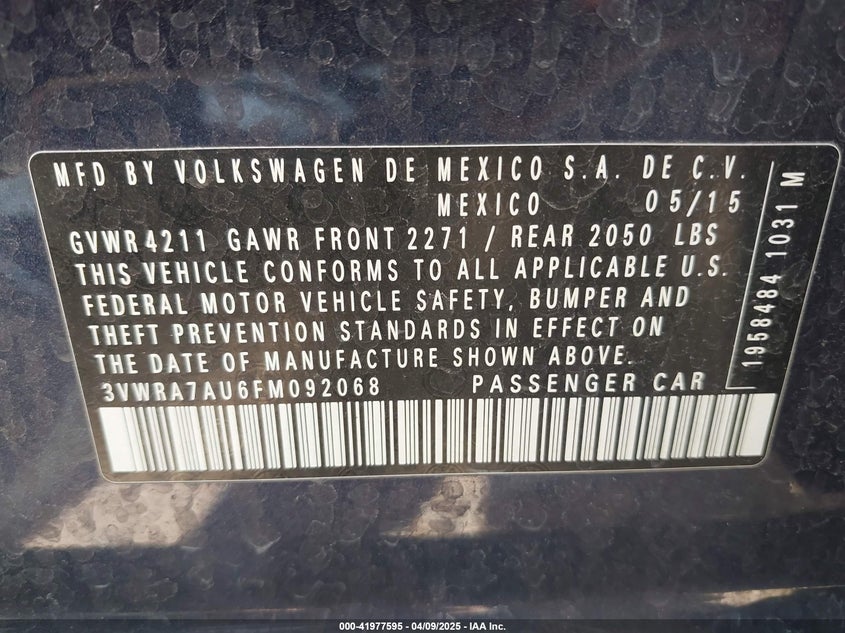 MFD BY VOLKSWAGEN DE MEXICO S.A. DE C.V.
MEXICO 05/15
GVWR4211 GAWR FRONT 2271 / REAR 2050 LBS
THIS VEHICLE CONFORMS TO ALL APPLICABLE U.S.
FEDERAL MOTOR VEHICLE SAFETY, BUMPER AND
THEFT PREVENTION STANDARDS IN EFFECT ON
THE DATE OF MANUFACTURE SHOWN ABOVE.
3VWRA7AU6FM092068 PASSENGER CAR
1958484 1031 M
000-41977595 - 04/09/2025 - IAA Inc.